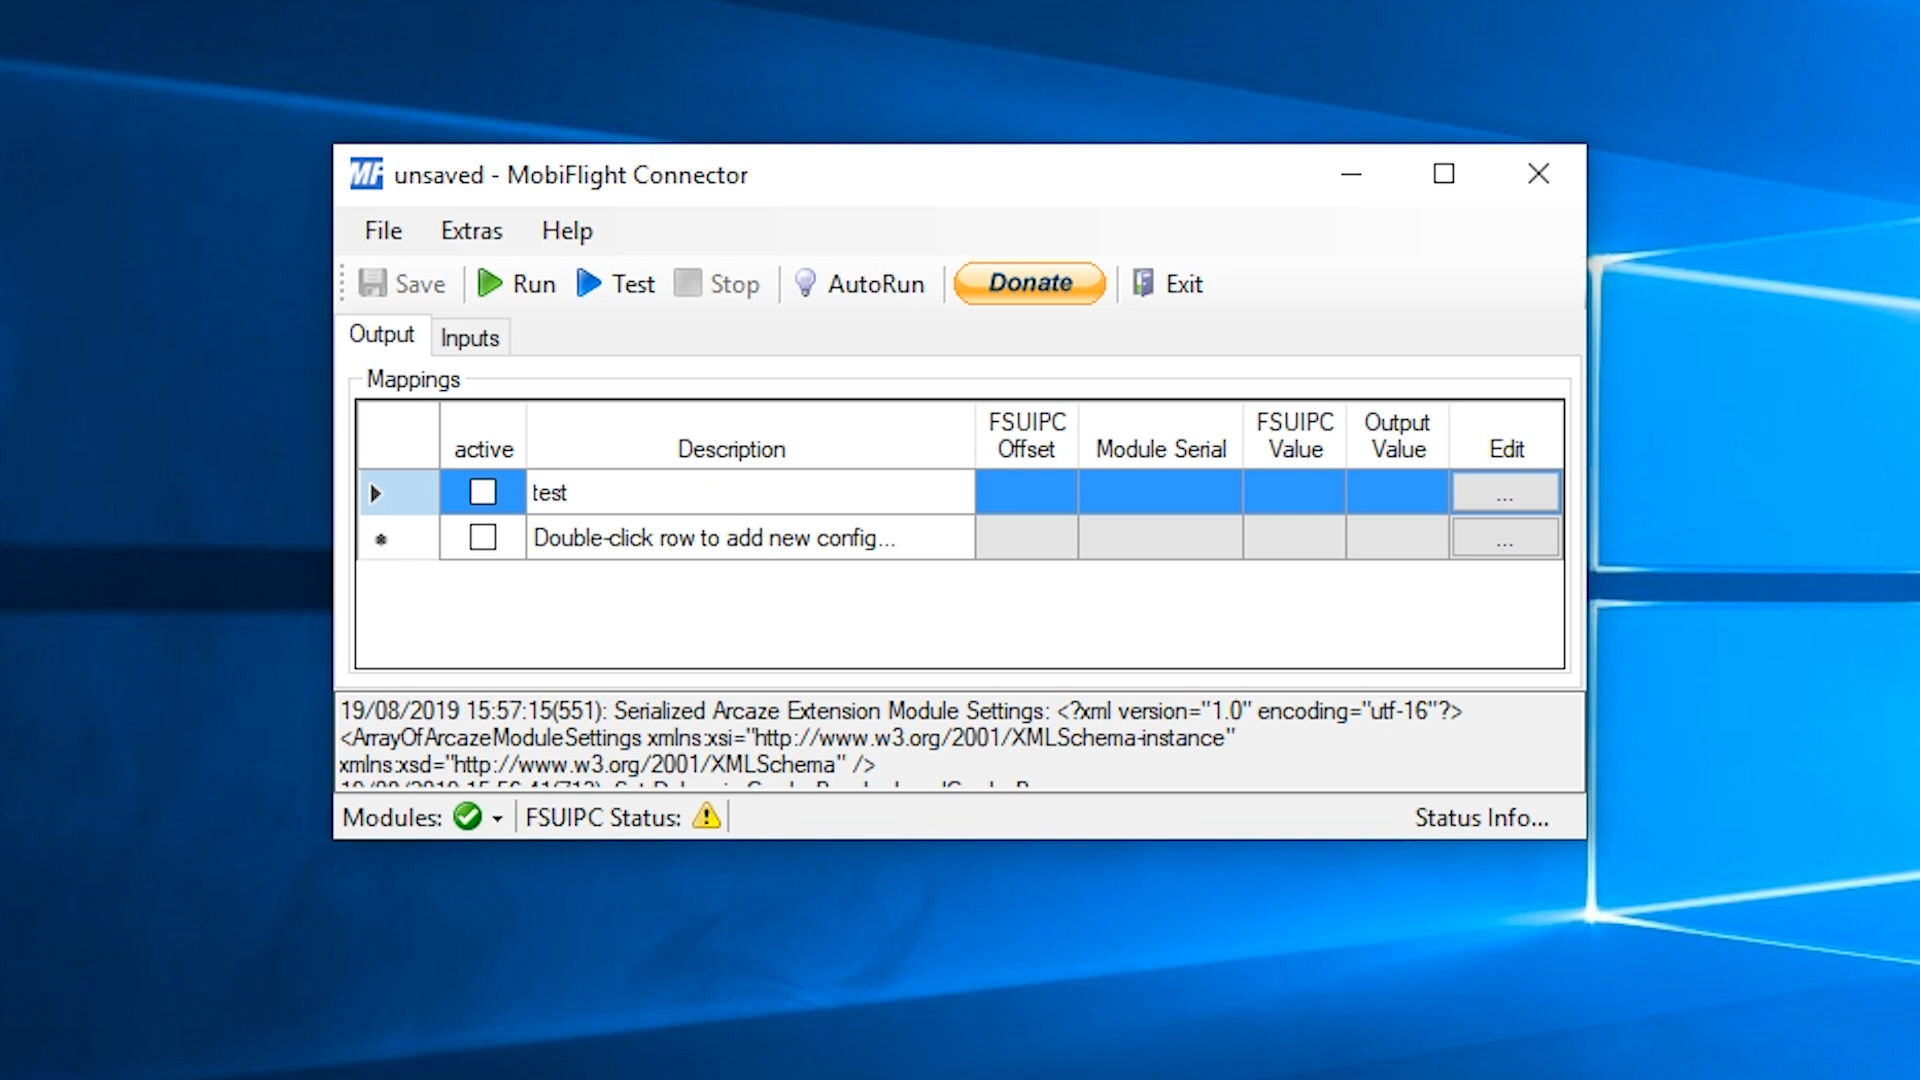 MF unsaved - MobiFlight Connector
File Extras Help
Save Run Test Stop AutoRun Donate Exit
Output Inputs
Mappings
active Description FSUIPC Offset Module Serial FSUIPC Value Output Value Edit
test ...
Double-click row to add new config... ...
19/08/2019 15:57:15(551): Serialized Arcaze Extension Module Settings: <?xml version="1.0" encoding="utf-16"?>
<ArrayOfArcazeModuleSettings xmlns:xsi="http://www.w3.org/2001/XMLSchema-instance"
xmlns:xsd="http://www.w3.org/2001/XMLSchema" />
Modules: FSUIPC Status: Status Info...